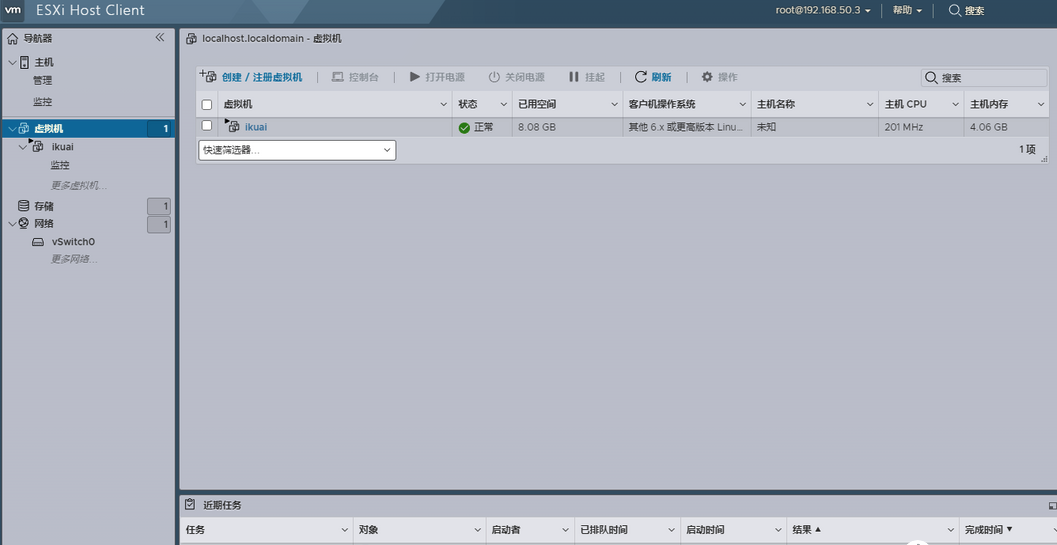 vm ESXi Host Client root@192.168.50.3 帮助 搜索
导航器 localhost.localdomain - 虚拟机
主机
管理
监控
虚拟机 1
ikuai
监控
更多虚拟机...
存储 1
网络 1
vSwitch0
更多网络...
创建 / 注册虚拟机 控制台 打开电源 关闭电源 挂起 刷新 操作 搜索
虚拟机 状态 已用空间 客户机操作系统 主机名称 主机 CPU 主机内存
ikuai 正常 8.08 GB 其他 6.x 或更高版本 Linu... 未知 201 MHz 4.06 GB
快速筛选器... 1 项
近期任务
任务 对象 启动者 已排队时间 启动时间 结果 ▲ 完成时间 ▼